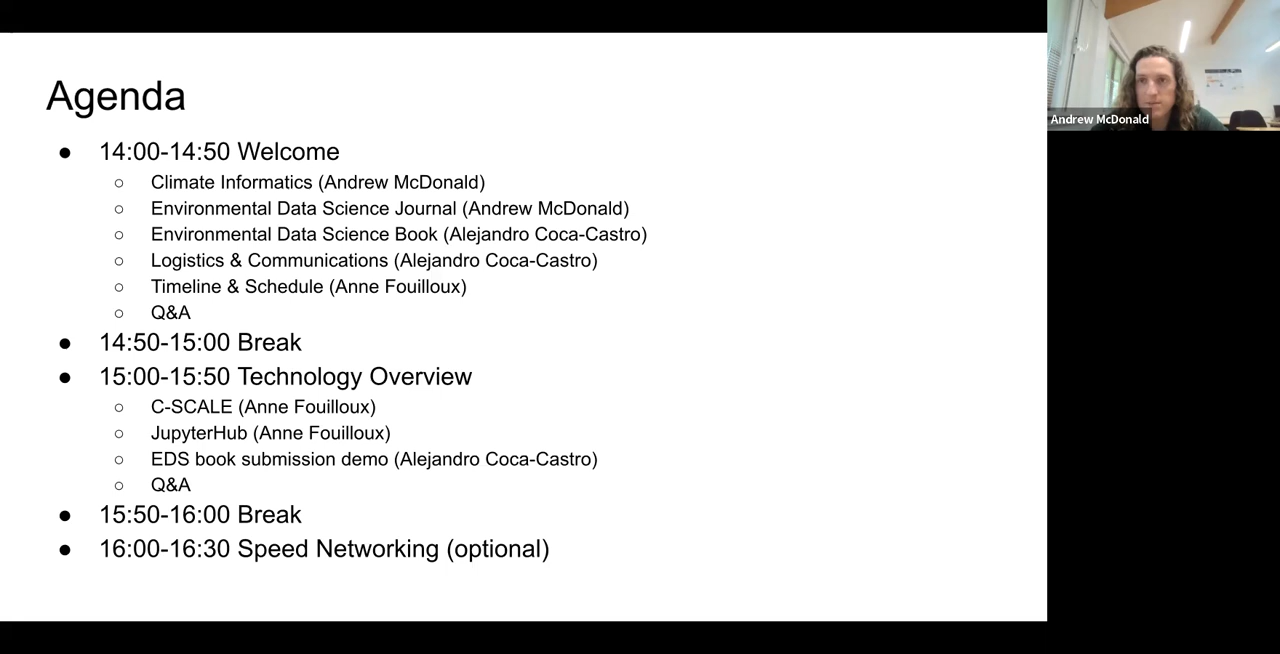 Agenda
● 14:00-14:50 Welcome
○ Climate Informatics (Andrew McDonald)
○ Environmental Data Science Journal (Andrew McDonald)
○ Environmental Data Science Book (Alejandro Coca-Castro)
○ Logistics & Communications (Alejandro Coca-Castro)
○ Timeline & Schedule (Anne Fouilloux)
○ Q&A
● 14:50-15:00 Break
● 15:00-15:50 Technology Overview
○ C-SCALE (Anne Fouilloux)
○ JupyterHub (Anne Fouilloux)
○ EDS book submission demo (Alejandro Coca-Castro)
○ Q&A
● 15:50-16:00 Break
● 16:00-16:30 Speed Networking (optional)
Andrew McDonald